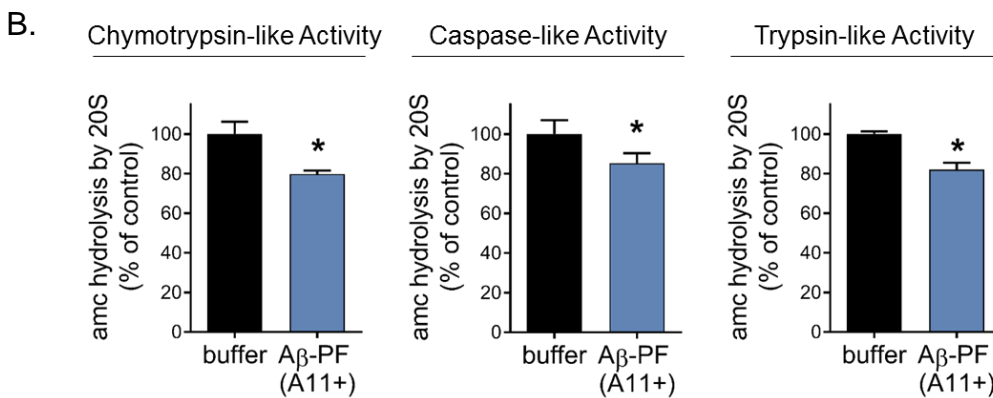 B.
Chymotrypsin-like Activity
amc hydrolysis by 20S
(% of control)
100
80
60
40
20
0
*
buffer
Aβ-PF
(A11+)
Caspase-like Activity
amc hydrolysis by 20S
(% of control)
100
80
60
40
20
0
*
buffer
Aβ-PF
(A11+)
Trypsin-like Activity
amc hydrolysis by 20S
(% of control)
100
80
60
40
20
0
*
buffer
Aβ-PF
(A11+)